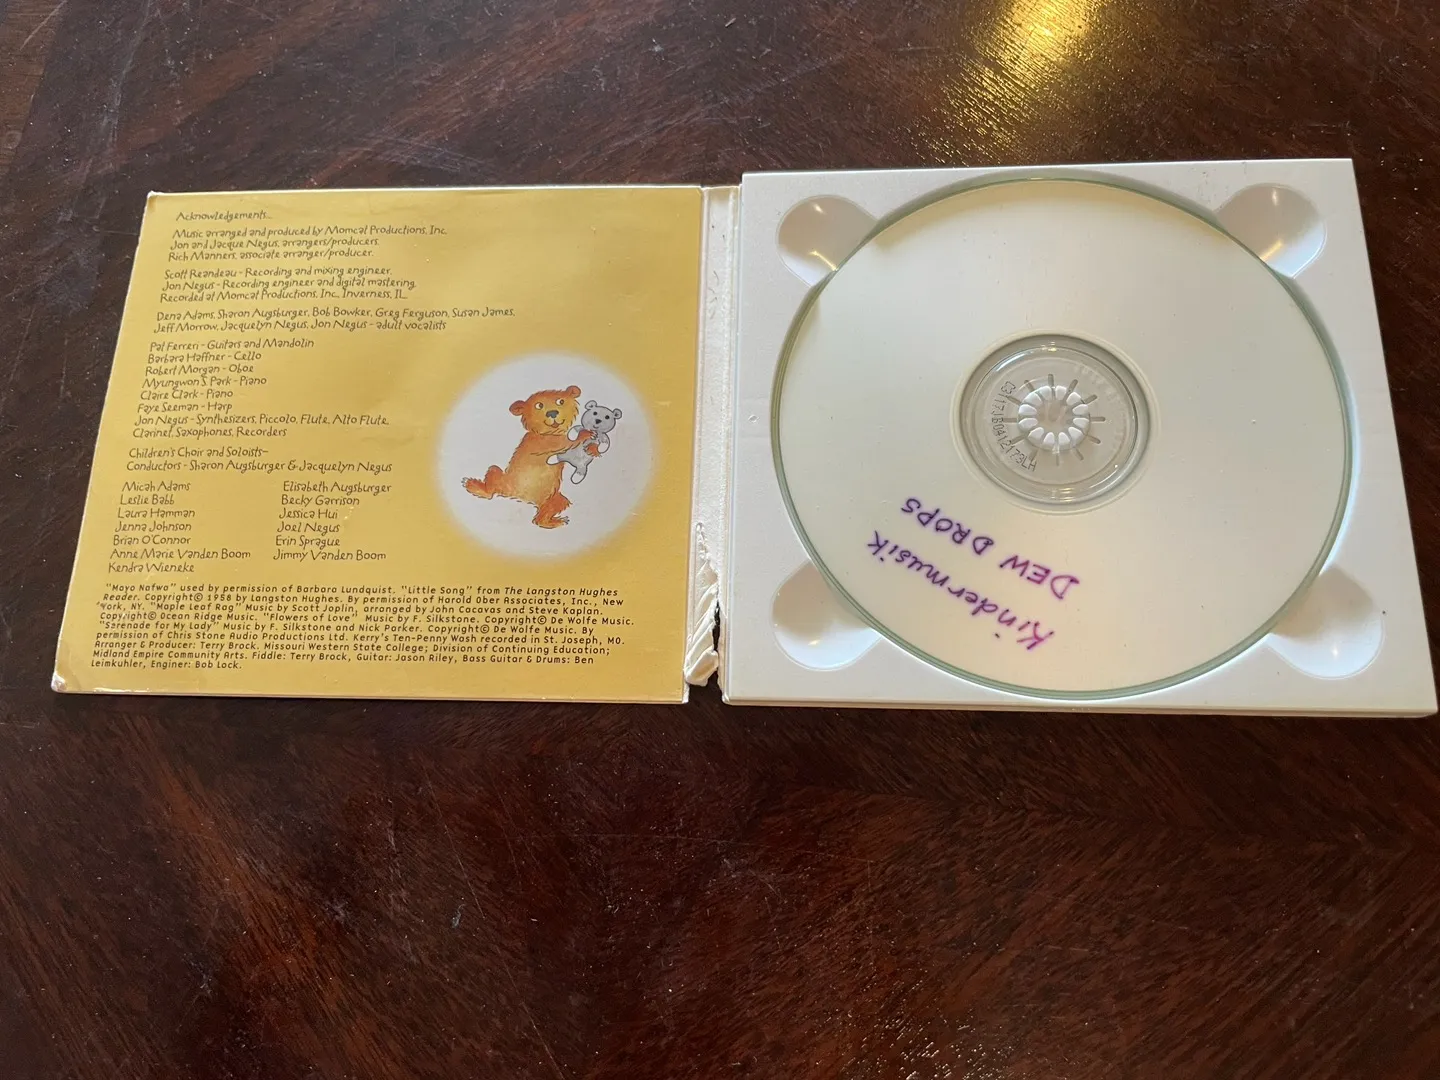 Acknowledgements...
Music arranged and produced by Momcat Productions, Inc.
Jon and Jacque Negus, arrangers/producers.
Rich Manners, associate arranger/producer.
Scott Reandeau - Recording and mixing engineer.
Jon Negus - Recording engineer and digital mastering.
Recorded at Momcat Productions, Inc., Inverness, IL
Dena Adams, Sharon Augsburger, Bob Bowker, Greg Ferguson, Susan James,
Jeff Morrow, Jacquelyn Negus, Jon Negus - adult vocalists
Pat Ferreri - Guitars and Mandolin
Barbara Haffner - Cello
Robert Morgan - Oboe
Myungwon S. Park - Piano
Claire Clark - Piano
Faye Seeman - Harp
Jon Negus - Synthesizers, Piccolo, Flute, Alto Flute,
Clarinet, Saxophones, Recorders
Children's Choir and Soloists-
Conductors - Sharon Augsburger & Jacquelyn Negus
Micah Adams
Leslie Babb
Laura Hamman
Jenna Johnson
Brian O'Connor
Anne Marie Vanden Boom
Kendra Wieneke
Elisabeth Augsburger
Becky Garrison
Jessica Hui
Joel Negus
Erin Sprague
Jimmy Vanden Boom
"Mayo Nafwa" used by permission of Barbara Lundquist. "Little Song" from The Langston Hughes
Reader. Copyright© 1958 by Langston Hughes. By permission of Harold Ober Associates, Inc., New
York, NY. "Maple Leaf Rag" Music by Scott Joplin, arranged by John Cacavas and Steve Kaplan.
Copyright© Ocean Ridge Music. "Flowers of Love" Music by F. Silkstone. Copyright© De Wolfe Music.
"Serenade for My Lady" Music by F. Silkstone and Nick Parker. Copyright© De Wolfe Music. By
permission of Chris Stone Audio Productions Ltd. Kerry's Ten-Penny Wash recorded in St. Joseph, MO.
Arranger & Producer: Terry Brock. Missouri Western State College; Division of Continuing Education;
Midland Empire Community Arts. Fiddle: Terry Brock, Guitar: Jason Riley, Bass Guitar & Drums: Ben
Leimkuhler, Enginer: Bob Lock.
Kindermusik
DEW DROPS